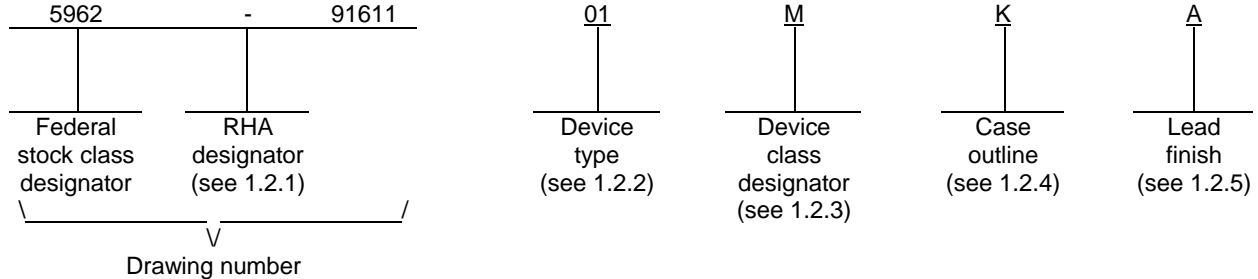 5962 - 91611 01 M K A
Federal stock class designator
RHA designator (see 1.2.1)
Device type (see 1.2.2)
Device class designator (see 1.2.3)
Case outline (see 1.2.4)
Lead finish (see 1.2.5)
\ /
\/
Drawing number